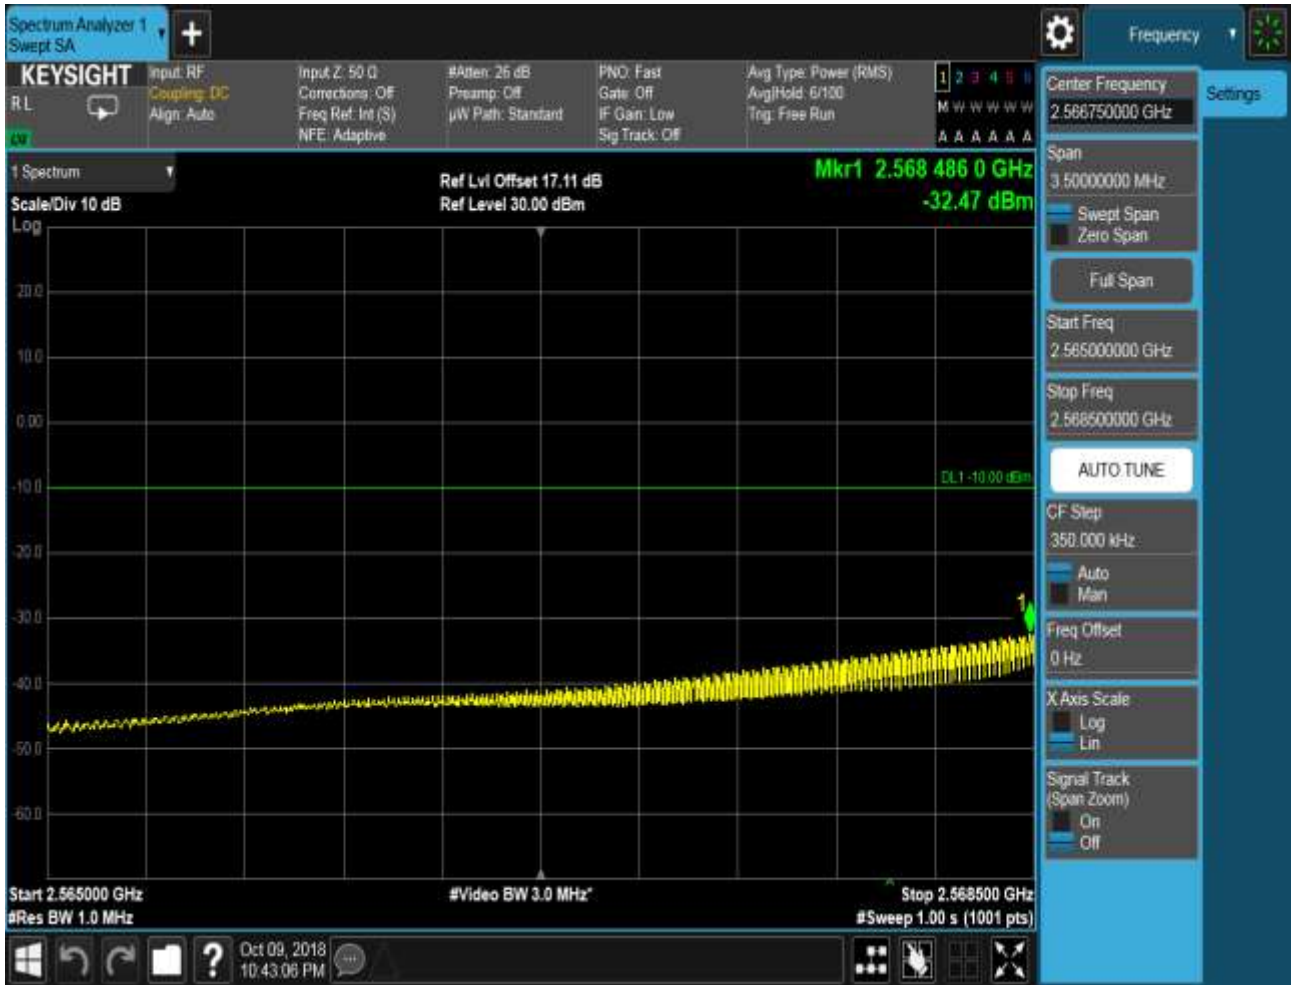 Spectrum Analyzer 1
Swept SA
+
Frequency
KEYSIGHT
RL
Input: RF
Coupling: DC
Align: Auto
Input Z: 50 Ω
Corrections: Off
Freq Ref: Int (S)
NFE: Adaptive
#Atten: 26 dB
Preamp: Off
µW Path: Standard
PNO: Fast
Gate: Off
IF Gain: Low
Sig Track: Off
Avg Type: Power (RMS)
Avg|Hold: 6/100
Trig: Free Run
1 2 3 4 5 6
M W W W W W
A A A A A A
1 Spectrum
Scale/Div 10 dB
Log
Ref Lvl Offset 17.11 dB
Ref Level 30.00 dBm
Mkr1 2.568 486 0 GHz
-32.47 dBm
20.0
10.0
0.00
-10.0
-20.0
-30.0
-40.0
-50.0
-60.0
DL1 -10.00 dBm
1
Start 2.565000 GHz
#Res BW 1.0 MHz
#Video BW 3.0 MHz*
Stop 2.568500 GHz
#Sweep 1.00 s (1001 pts)
Center Frequency
2.566750000 GHz
Settings
Span
3.50000000 MHz
Swept Span
Zero Span
Full Span
Start Freq
2.565000000 GHz
Stop Freq
2.568500000 GHz
AUTO TUNE
CF Step
350.000 kHz
Auto
Man
Freq Offset
0 Hz
X Axis Scale
Log
Lin
Signal Track
(Span Zoom)
On
Off
?
Oct 09, 2018
10:43:06 PM